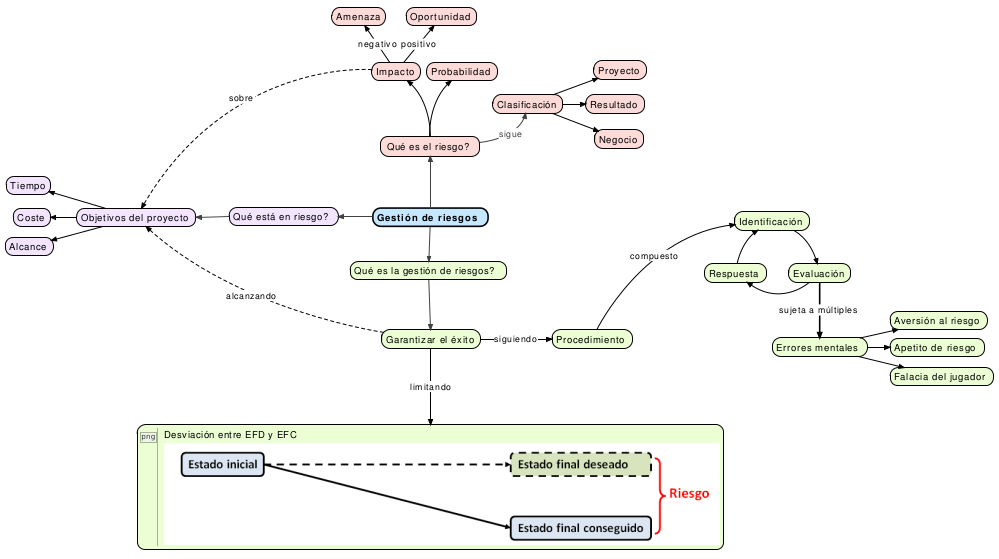 Amenaza
Oportunidad
negativo positivo
Impacto
Probabilidad
Proyecto
sobre
Clasificación
Resultado
sigue
Negocio
Qué es el riesgo?
Tiempo
Coste
Alcance
Objetivos del proyecto
Qué está en riesgo?
Gestión de riesgos
Identificación
compuesto
Qué es la gestión de riesgos?
Respuesta
Evaluación
alcanzando
sujeta a múltiples
Garantizar el éxito
siguiendo
Procedimiento
Errores mentales
Aversión al riesgo
Apetito de riesgo
Falacia del jugador
limitando
png
Desviación entre EFD y EFC
Estado inicial
Estado final deseado
Riesgo
Estado final conseguido